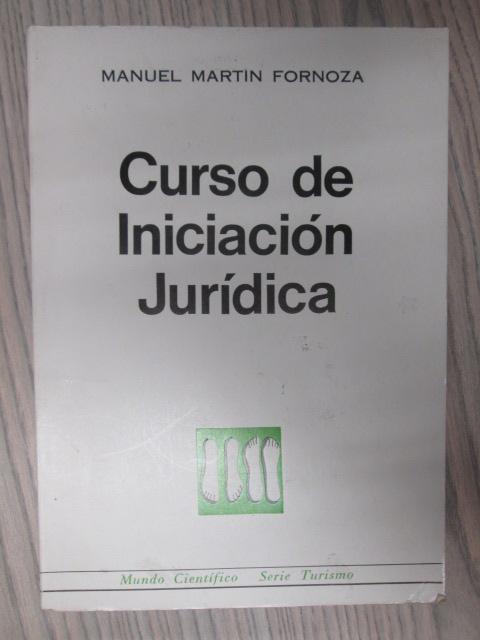 MANUEL MARTIN FORNOZA
Curso de
Iniciación
Jurídica
Mundo Científico Serie Turismo